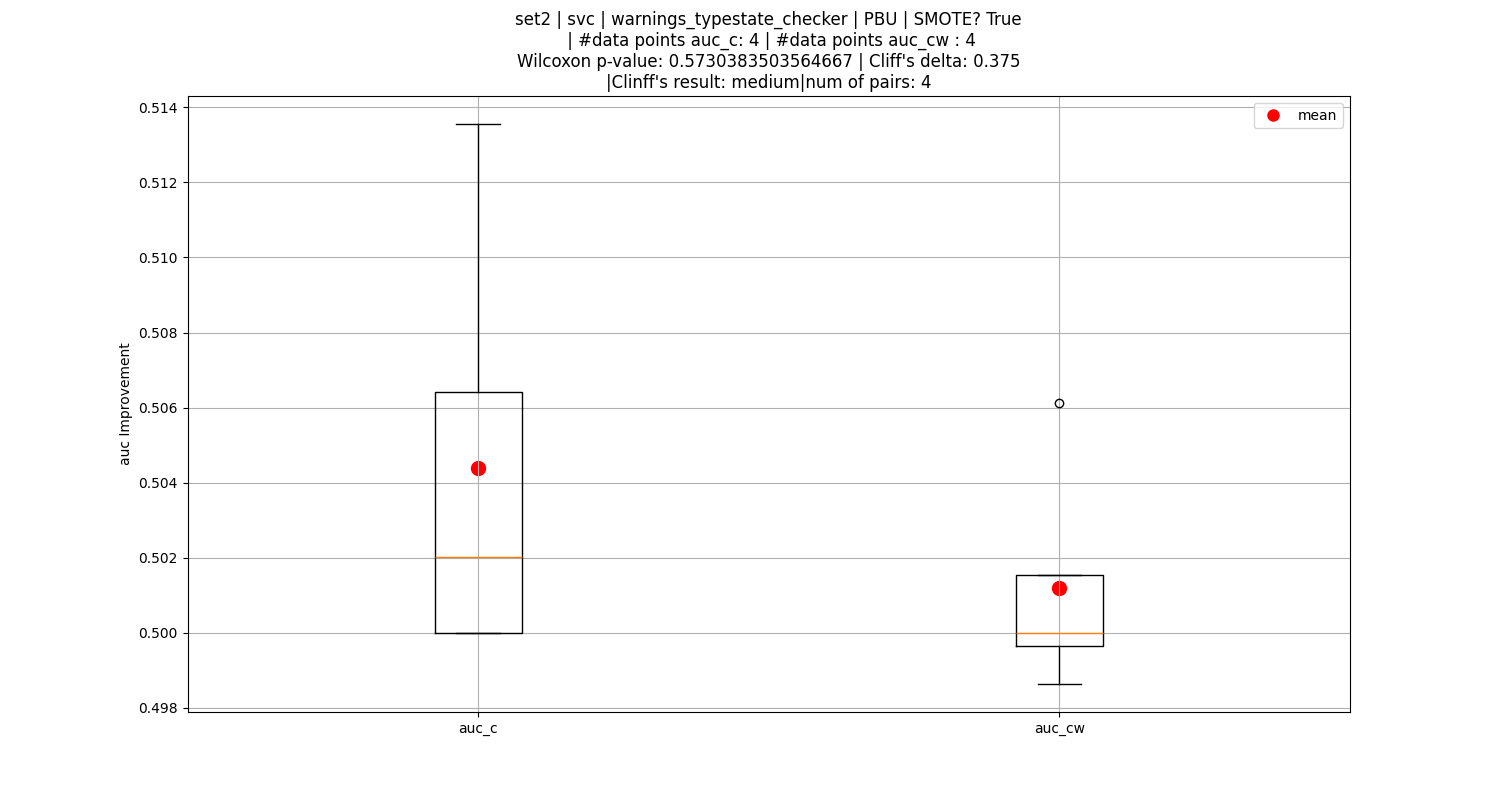 set2 | svc | warnings_typestate_checker | PBU | SMOTE? True
| #data points auc_c: 4 | #data points auc_cw : 4
Wilcoxon p-value: 0.5730383503564667 | Cliff's delta: 0.375
|Clinff's result: medium|num of pairs: 4
mean
auc Improvement
0.514
0.512
0.510
0.508
0.506
0.504
0.502
0.500
0.498
auc_c
auc_cw